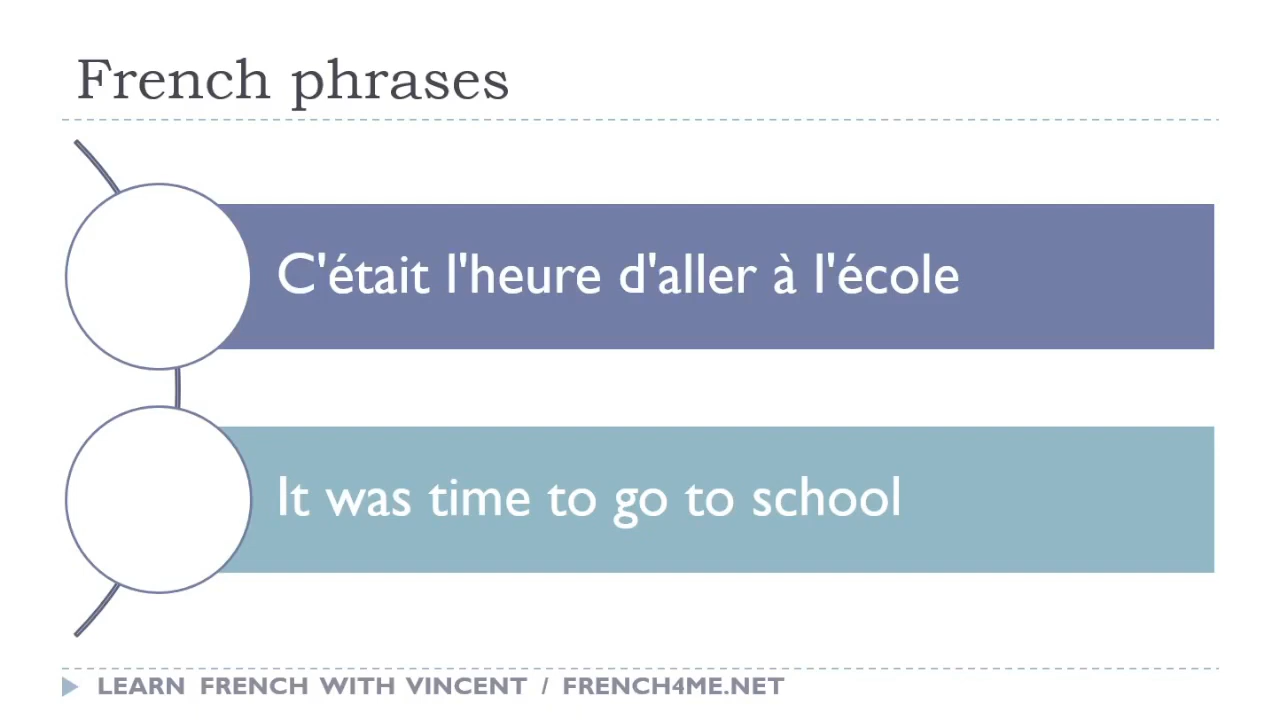 French phrases
C'était l'heure d'aller à l'école
It was time to go to school
LEARN FRENCH WITH VINCENT / FRENCH4ME.NET